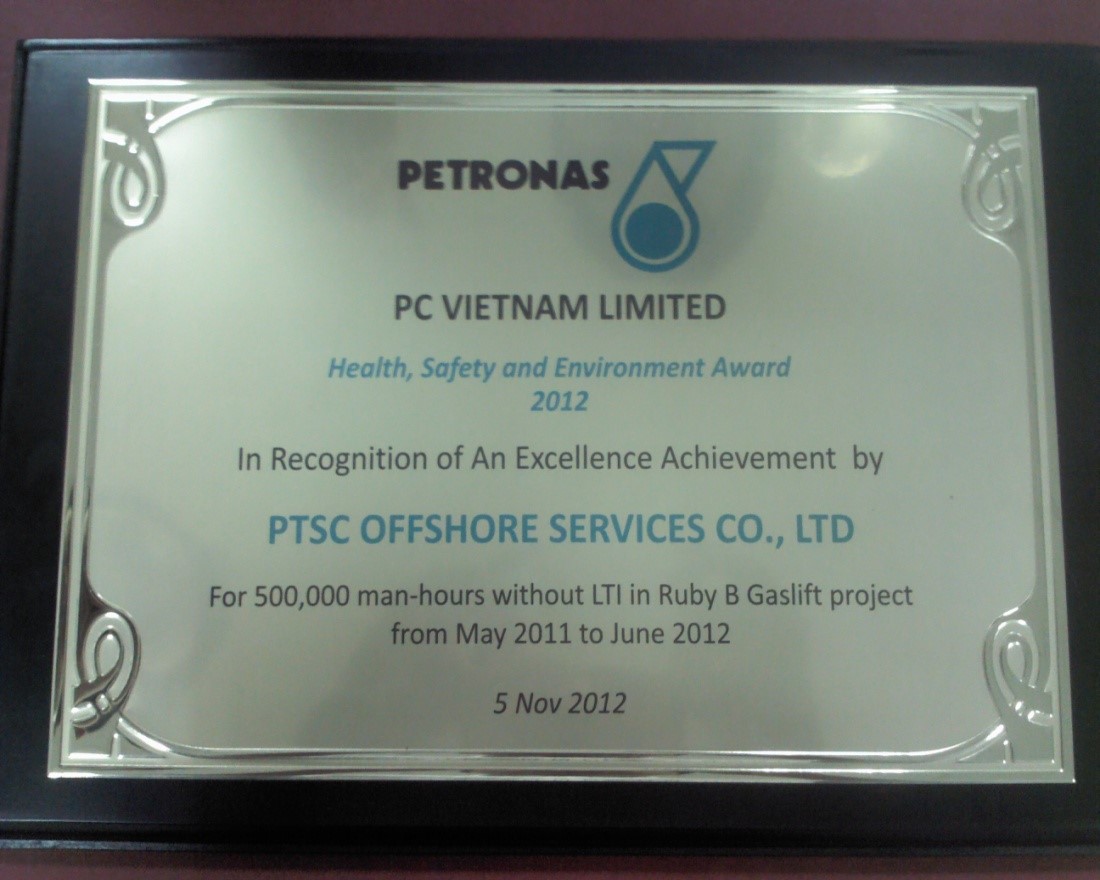 PETRONAS
PC VIETNAM LIMITED
Health, Safety and Environment Award
2012
In Recognition of An Excellence Achievement by
PTSC OFFSHORE SERVICES CO., LTD
For 500,000 man-hours without LTI in Ruby B Gaslift project
from May 2011 to June 2012
5 Nov 2012